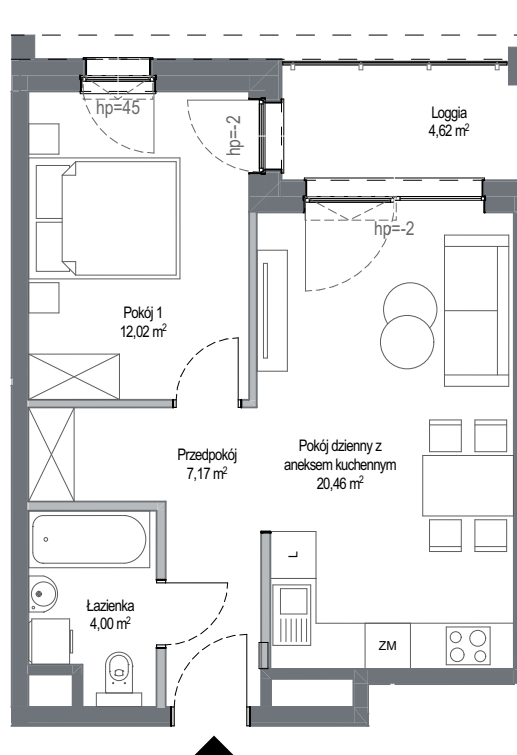 hp=45
hp=-2
Loggia
4,62 m²
hp=-2
Pokój 1
12,02 m²
Przedpokój
7,17 m²
Pokój dzienny z
aneksem kuchennym
20,46 m²
L
Łazienka
4,00 m²
ZM